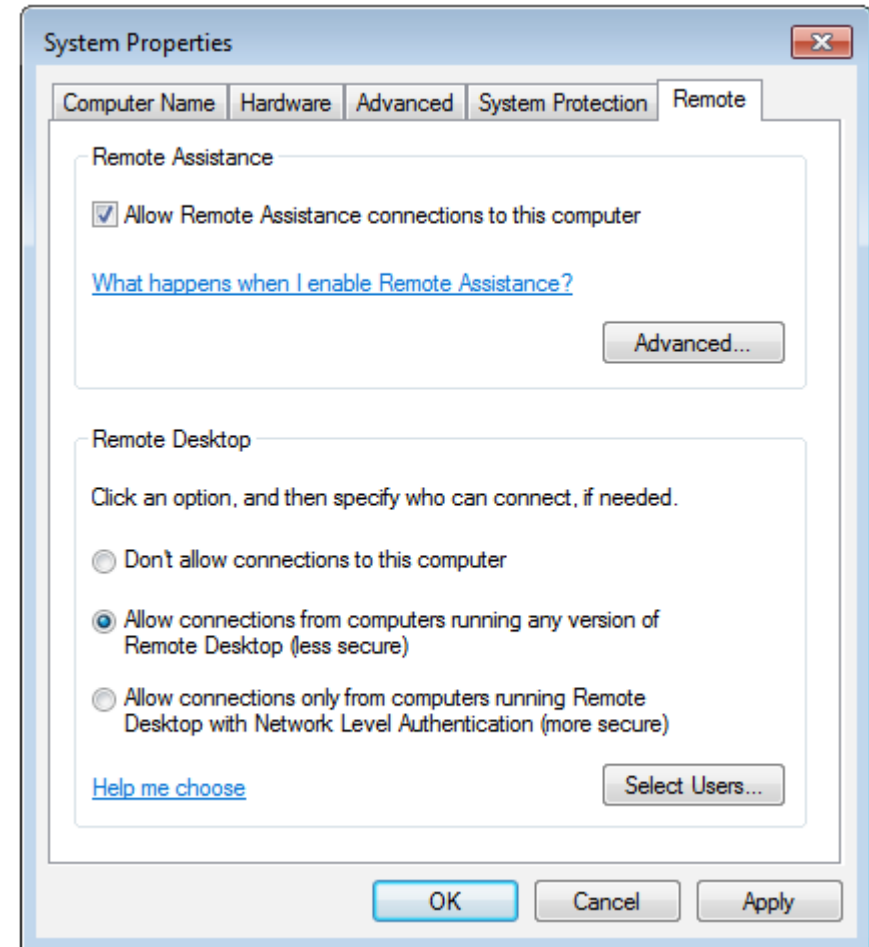 System Properties
Computer Name
Hardware
Advanced
System Protection
Remote
Remote Assistance
Allow Remote Assistance connections to this computer
What happens when I enable Remote Assistance?
Advanced...
Remote Desktop
Click an option, and then specify who can connect, if needed.
Don't allow connections to this computer
Allow connections from computers running any version of
Remote Desktop (less secure)
Allow connections only from computers running Remote
Desktop with Network Level Authentication (more secure)
Help me choose
Select Users...
OK
Cancel
Apply